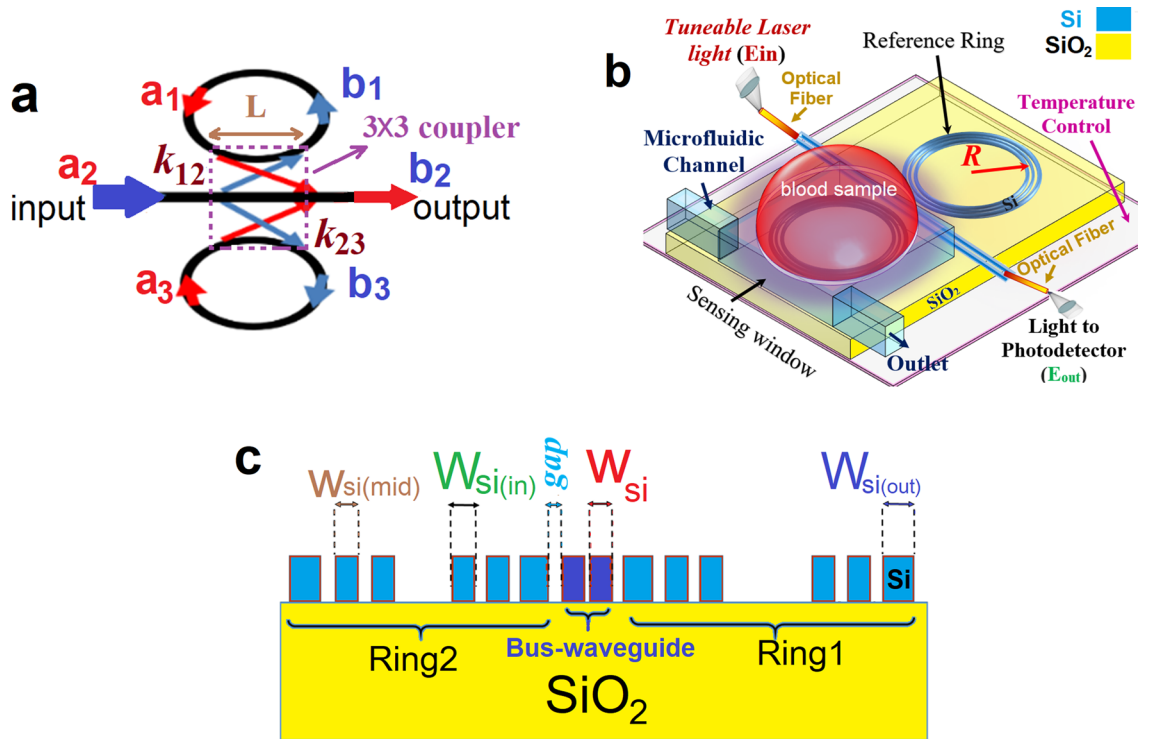 a
a1
b1
L
3X3 coupler
k12
a2
b2
input
output
k23
a3
b3
b
Tuneable Laser
light (Ein)
Optical
Fiber
Reference Ring
Si
SiO2
Temperature
Control
Microfluidic
Channel
blood sample
R
Si
Optical Fiber
SiO2
Sensing window
Outlet
Light to
Photodetector
(Eout)
c
Wsi(mid)
Wsi(in)
gap
Wsi
Wsi(out)
Si
Ring2
Bus-waveguide
Ring1
SiO2